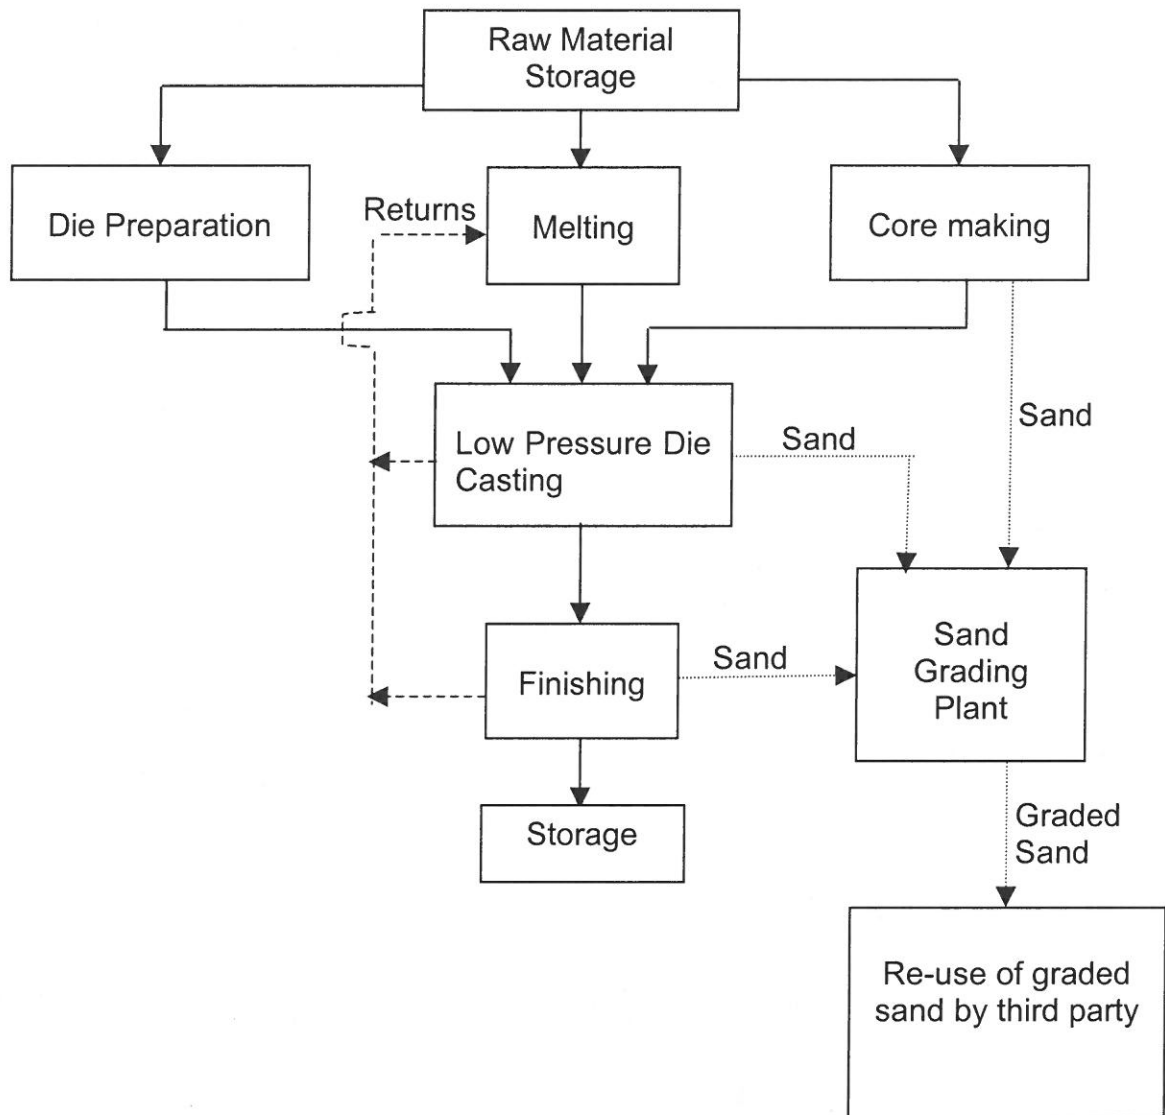 Raw Material
Storage
Die Preparation
Returns
Melting
Core making
Low Pressure Die
Casting
Sand
Sand
Finishing
Sand
Sand
Grading
Plant
Storage
Graded
Sand
Re-use of graded
sand by third party